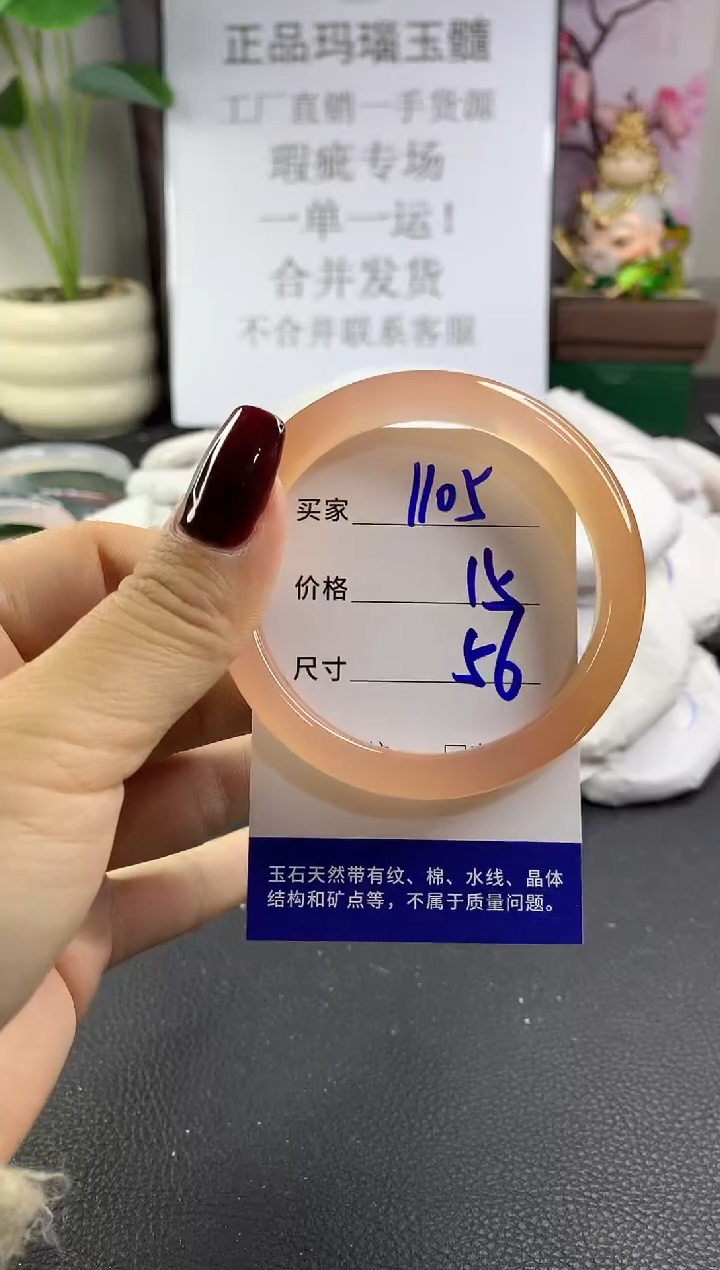 正品玛瑙玉髓
工厂直销一手货源
瑕疵专场
一单一运！
合并发货
不合并联系客服
买家 1105
价格 15
尺寸 56
玉石天然带有纹、棉、水线、晶体
结构和矿点等，不属于质量问题。